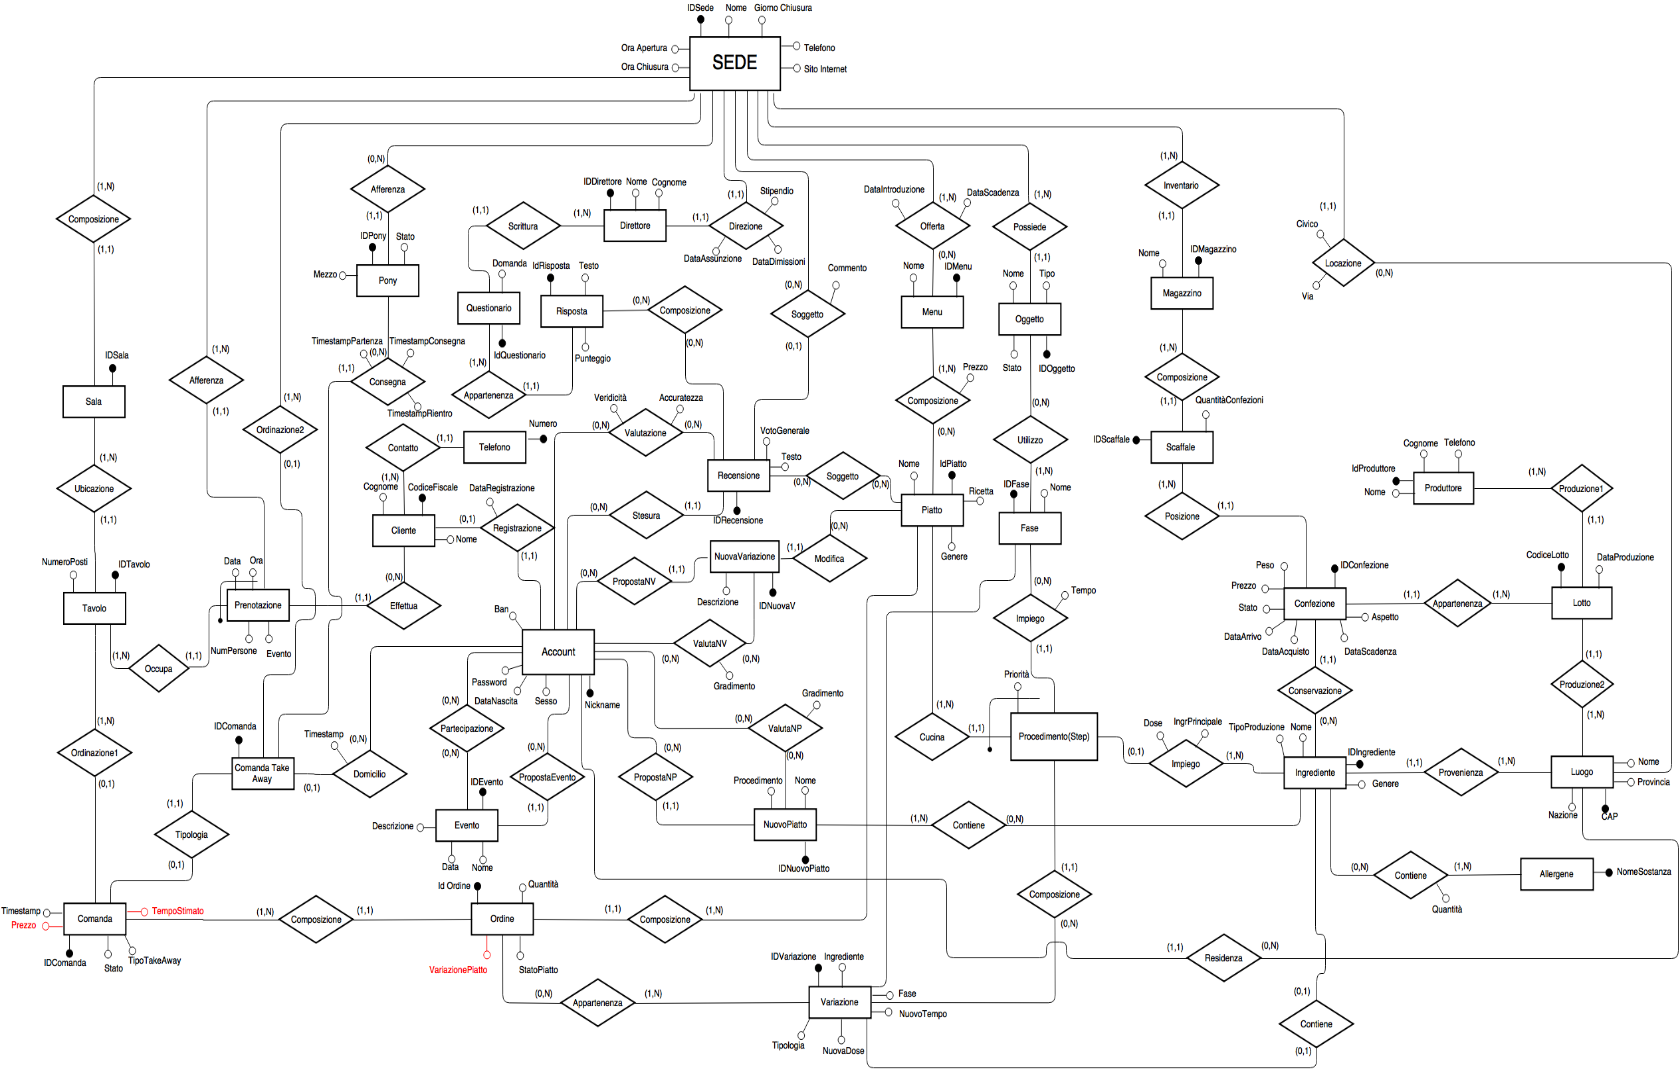 IDSede Nome Giorno Chiusura
Ora Apertura Telefono
SEDE
Ora Chiusura Sito Internet
(0,N)
Afferenza
(1,1)
IDPony Stato
Mezzo
Pony
(1,N)
Composizione
(1,1)
(1,1) Scrittura (1,N)
IDDirettore Nome Cognome
Direttore
(1,1)
(1,1) Stipendio
Direzione
DataAssunzione
DataDimissioni
DataIntroduzione (1,N) DataScadenza
Offerta
(0,N)
(1,N)
Possiede
(1,1)
(1,N)
Inventario
(1,1)
(1,1)
Civico
Locazione
(0,N)
Via
Domanda
Questionario
IdQuestionario
IdRisposta Testo
Risposta
Punteggio
(0,N) Composizione
(0,N)
Commento
(0,N)
Soggetto
(0,1)
Nome IDMenu
Menu
Nome Tipo
Oggetto
Stato IDOggetto
Nome IDMagazzino
Magazzino
TimestampPartenza TimestampConsegna
(0,N)
(1,1)
Consegna
TimestampRientro
(1,N)
Appartenenza (1,1)
(1,N)
Afferenza
(1,1)
IDSala
Sala
(1,N)
Ordinazione2
(0,1)
(1,N) Prezzo
Composizione
(0,N)
(0,N)
Utilizzo
(1,N)
(1,N)
Composizione
(1,1) QuantitàConfezioni
IDScaffale
Scaffale
(1,N)
Posizione (1,1)
Veridicità Accuratezza
(0,N) Valutazione (0,N)
Contatto (1,1)
(1,N)
Telefono
Numero
VotoGenerale
Testo
Recensione
IDRecensione
(0,N) Soggetto (0,N)
Nome IdPiatto
Ricetta
Piatto
Genere
IDFase Nome
Fase
Cognome Telefono
IdProduttore
Nome
Produttore
(1,N)
Produzione1
(1,1)
(1,N)
Ubicazione
(1,1)
Cognome CodiceFiscale
Cliente
Nome
DataRegistrazione
(0,1) Registrazione
(1,1)
(0,N) Stesura (1,1)
(0,N) PropostaNV (1,1)
NuovaVariazione
Descrizione IDNuovaV
(1,1) Modifica
(0,N)
NumeroPosti IDTavolo
Tavolo
Data Ora
Prenotazione
NumPersone Evento
(1,1) Effettua
(0,N)
(1,N) Occupa (1,1)
Ban
Account
Password
DataNascita Sesso
Nickname
ValutaNV
(0,N) (0,N)
Gradimento
(0,N) Tempo
Impiego
(1,1)
Peso IDConfezione
Prezzo
Stato
Confezione
Aspetto
DataArrivo
DataAcquisto DataScadenza
(1,1) Appartenenza (1,N)
CodiceLotto DataProduzione
Lotto
(1,1)
Produzione2
(1,N)
(1,1)
Conservazione
(0,N)
(1,N)
Ordinazione1
(0,1)
IDComanda
Comanda Take Away
Timestamp (0,N)
Domicilio
(0,1)
(0,N)
Partecipazione
(0,N)
(0,N)
PropostaEvento
(1,1)
(0,N)
PropostaNP
(1,1)
Gradimento
(0,N) ValutaNP
(0,N)
(1,N)
Cucina (1,1)
Priorità
Procedimento(Step)
(0,1)
Dose IngrPrincipale
Impiego
(1,N)
TipoProduzione Nome
IDIngrediente
Ingrediente
Genere
(1,1) Provenienza (1,N)
Luogo
Nome
Provincia
Nazione CAP
(1,1)
Tipologia
(0,1)
IDEvento
Descrizione
Evento
Data Nome
Procedimento Nome
NuovoPiatto
IDNuovoPiatto
(1,N) Contiene (0,N)
(0,N) Contiene (1,N)
Quantità
Allergene
NomeSostanza
Timestamp TempoStimato
Comanda
Prezzo
IDComanda Stato TipoTakeAway
(1,N) Composizione (1,1)
Id Ordine Quantità
Ordine
VariazionePiatto StatoPiatto
(1,1) Composizione (1,N)
(1,1)
Composizione
(0,N)
(1,1) Residenza (0,N)
(0,N) Appartenenza (1,N)
IDVariazione Ingrediente
Fase
Variazione
NuovoTempo
Tipologia NuovaDose
(0,1)
Contiene
(0,1)